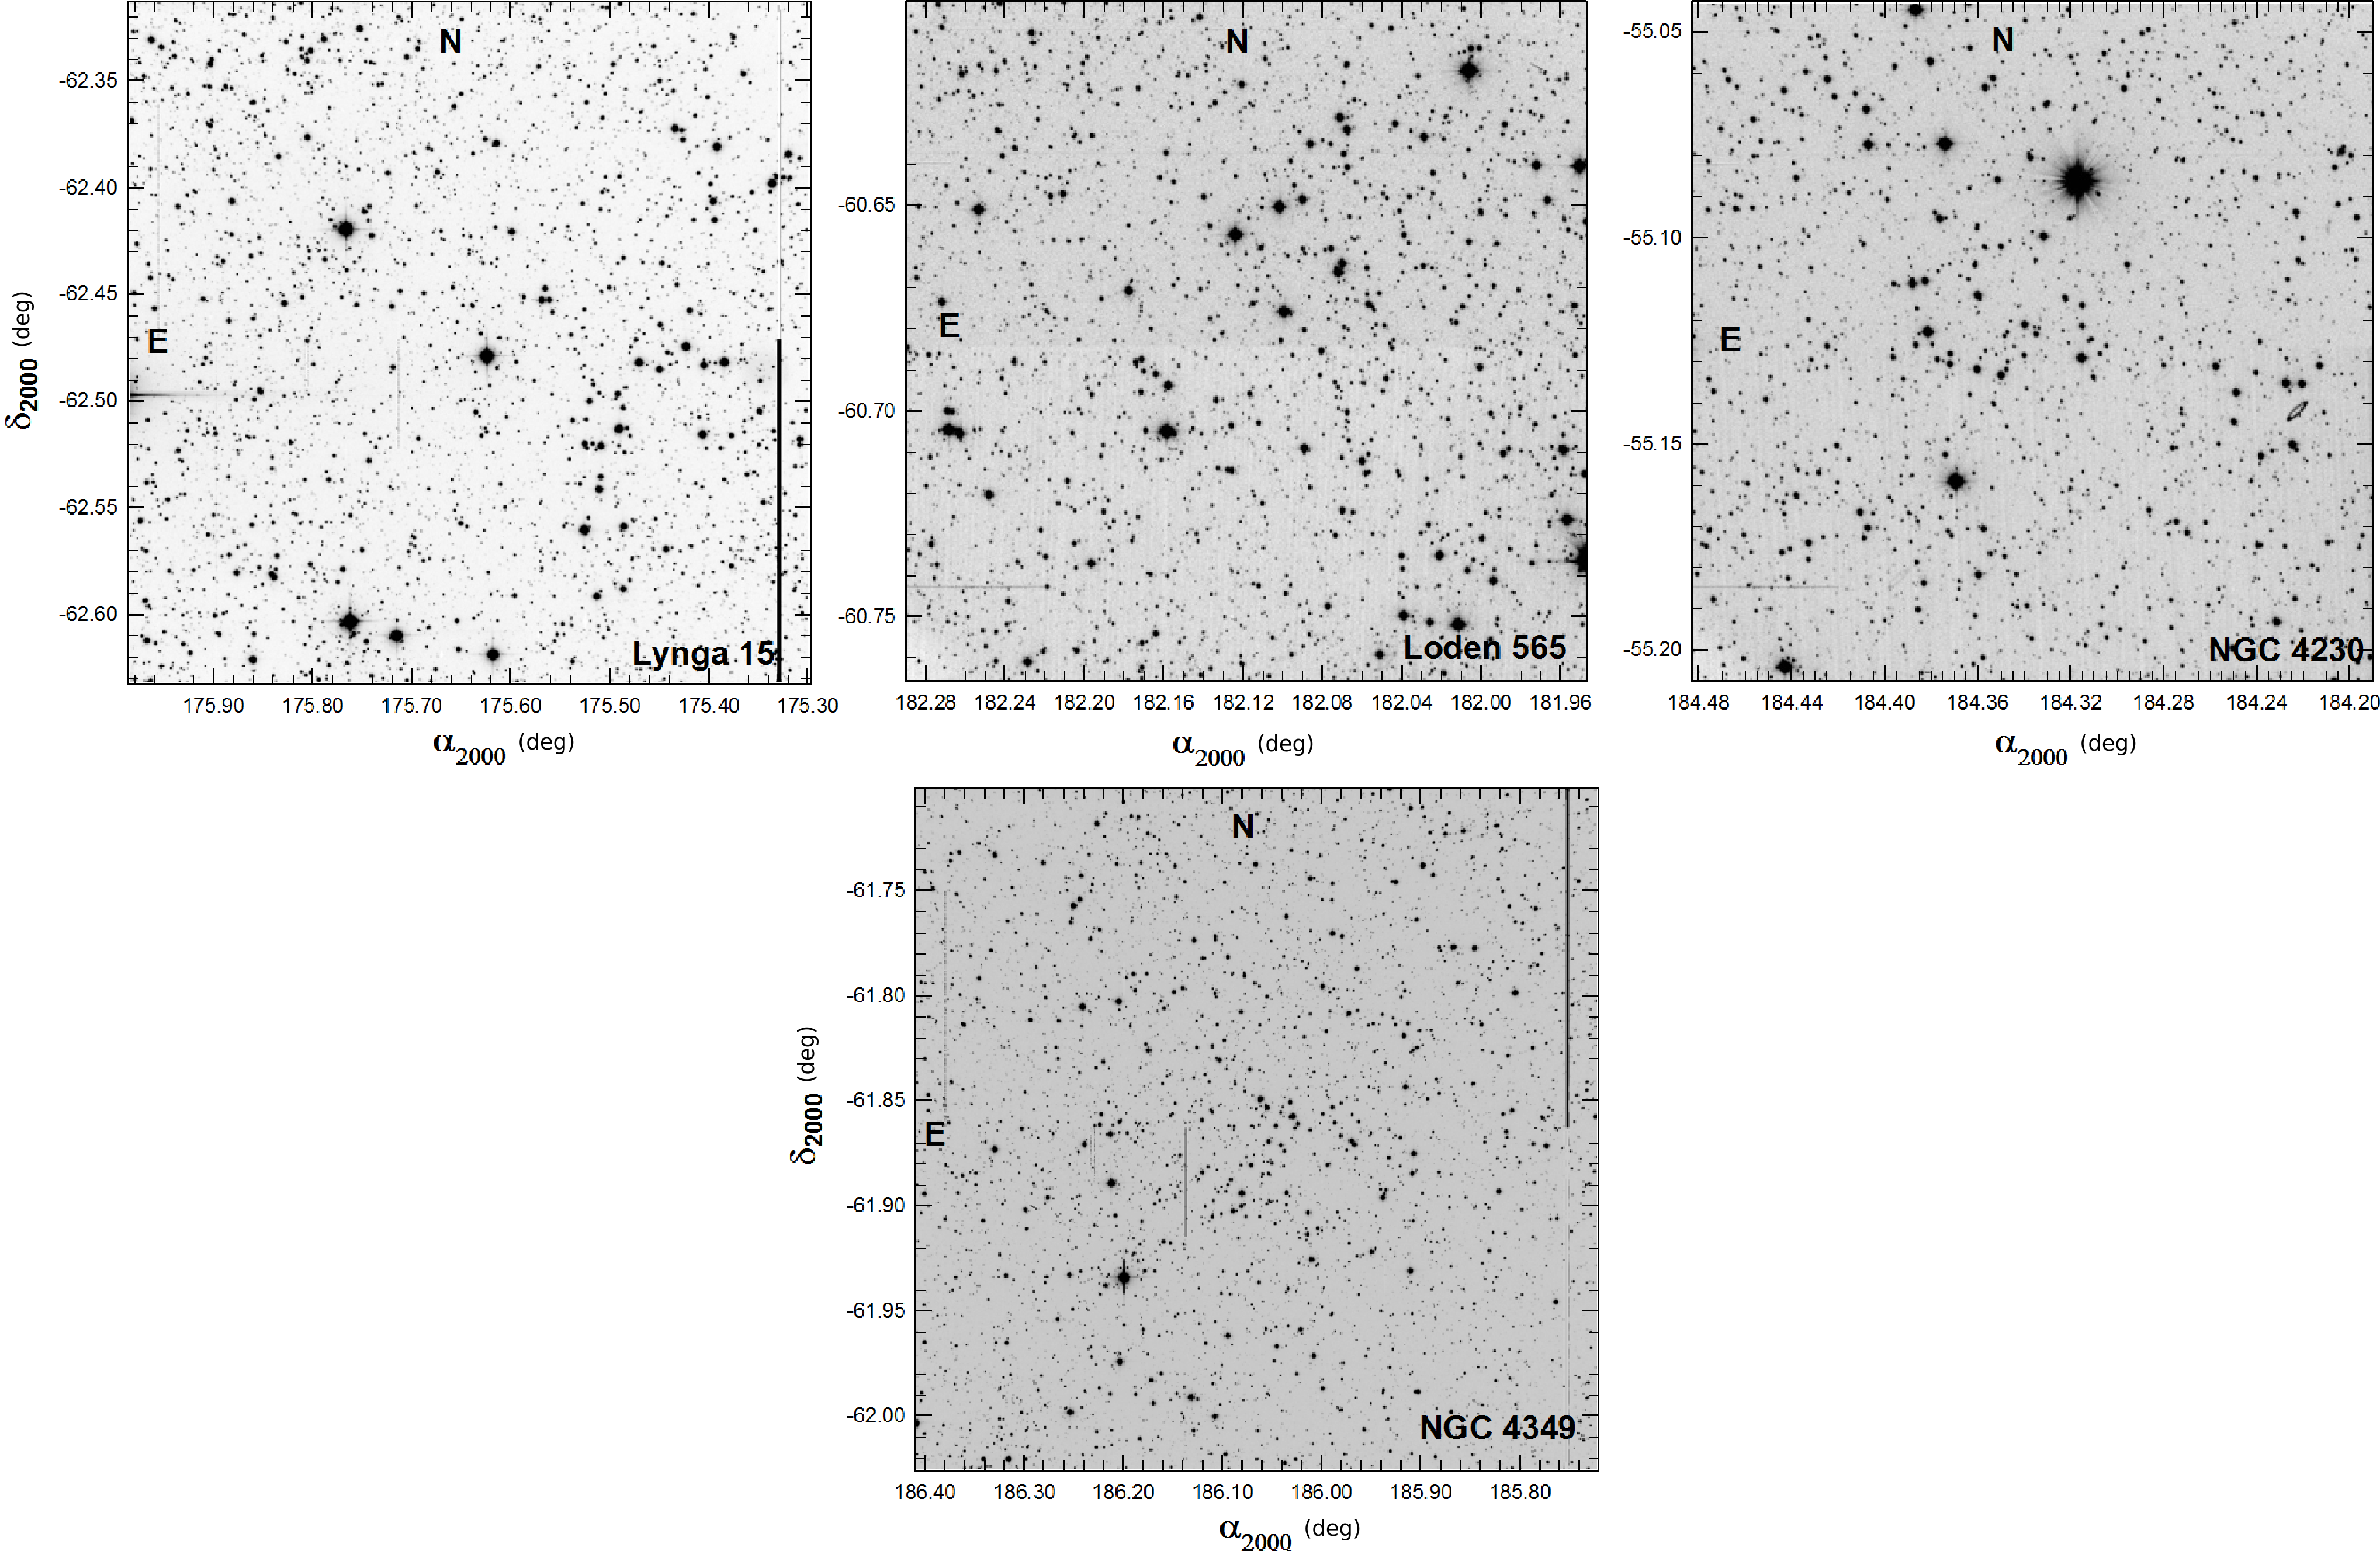 N
-62.35
-62.40
-62.45
E
-62.50
-62.55
-62.60
Lynga 15
δ2000 (deg)
175.90 175.80 175.70 175.60 175.50 175.40 175.30
α2000 (deg)
N
-60.65
E
-60.70
-60.75
Loden 565
182.28 182.24 182.20 182.16 182.12 182.08 182.04 182.00 181.96
α2000 (deg)
N
-55.05
-55.10
E
-55.15
-55.20
NGC 4230
184.48 184.44 184.40 184.36 184.32 184.28 184.24 184.20
α2000 (deg)
N
-61.75
-61.80
-61.85
E
-61.90
-61.95
-62.00
NGC 4349
δ2000 (deg)
186.40 186.30 186.20 186.10 186.00 185.90 185.80
α2000 (deg)